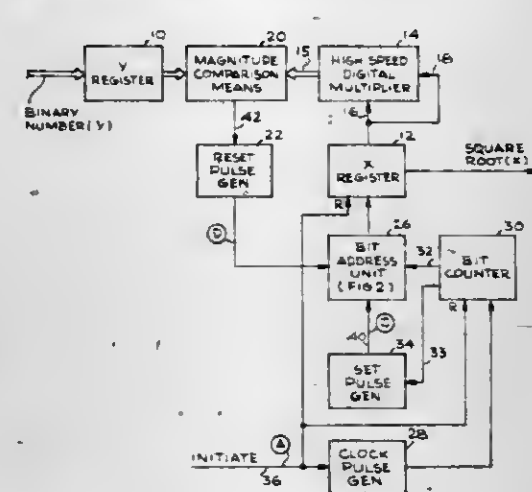 10
20
14
Y
REGISTER
MAGNITUDE
COMPARISON
MEANS
15
HIGH SPEED
DIGITAL
MULTIPLIER
18
BINARY
NUMBER (Y)
42
16
22
12
RESET
PULSE
GEN
X
REGISTER
R
SQUARE
ROOT (X)
26
30
BIT
ADDRESS
UNIT
(FIG 2)
32
BIT
COUNTER
R
40
34
33
SET
PULSE
GEN
A
28
INITIATE
36
CLOCK
PULSE
GEN